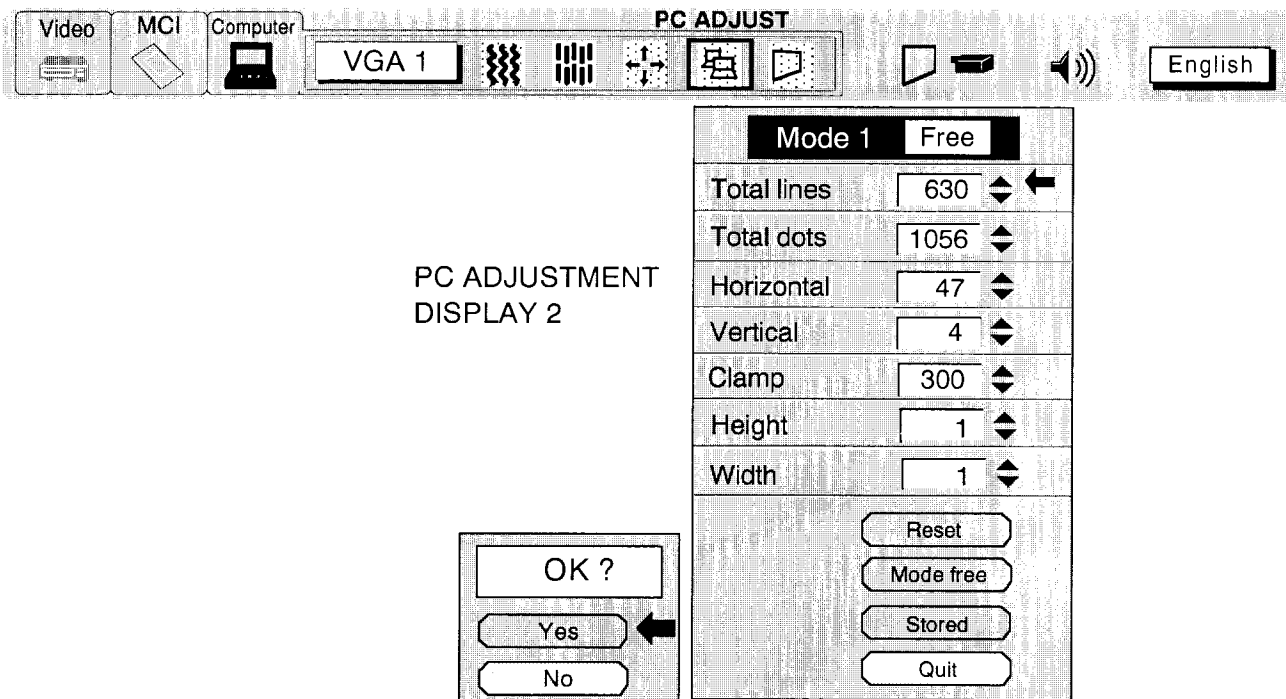 PC ADJUST
Video MCI Computer VGA 1 English
Mode 1 Free
Total lines 630
Total dots 1056
PC ADJUSTMENT
DISPLAY 2
Horizontal 47
Vertical 4
Clamp 300
Height 1
Width 1
Reset
Mode free
Stored
Quit
OK ?
Yes
No